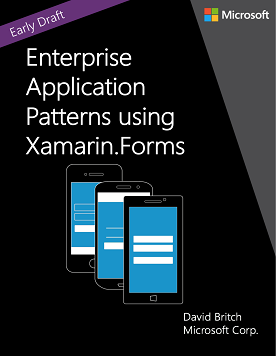 Early Draft
Microsoft
Enterprise
Application
Patterns using
Xamarin.Forms
David Britch
Microsoft Corp.